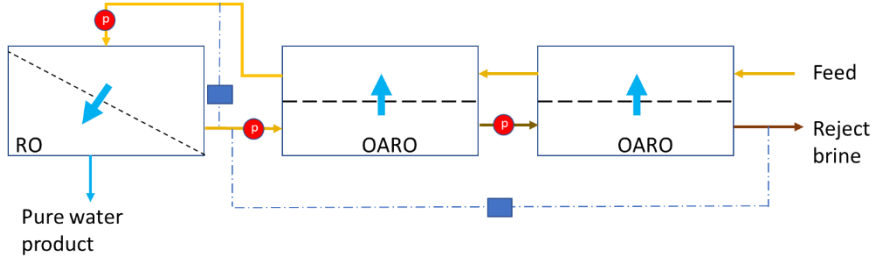 P
Feed
P
P
RO
OARO
OARO
Reject
brine
Pure water
product